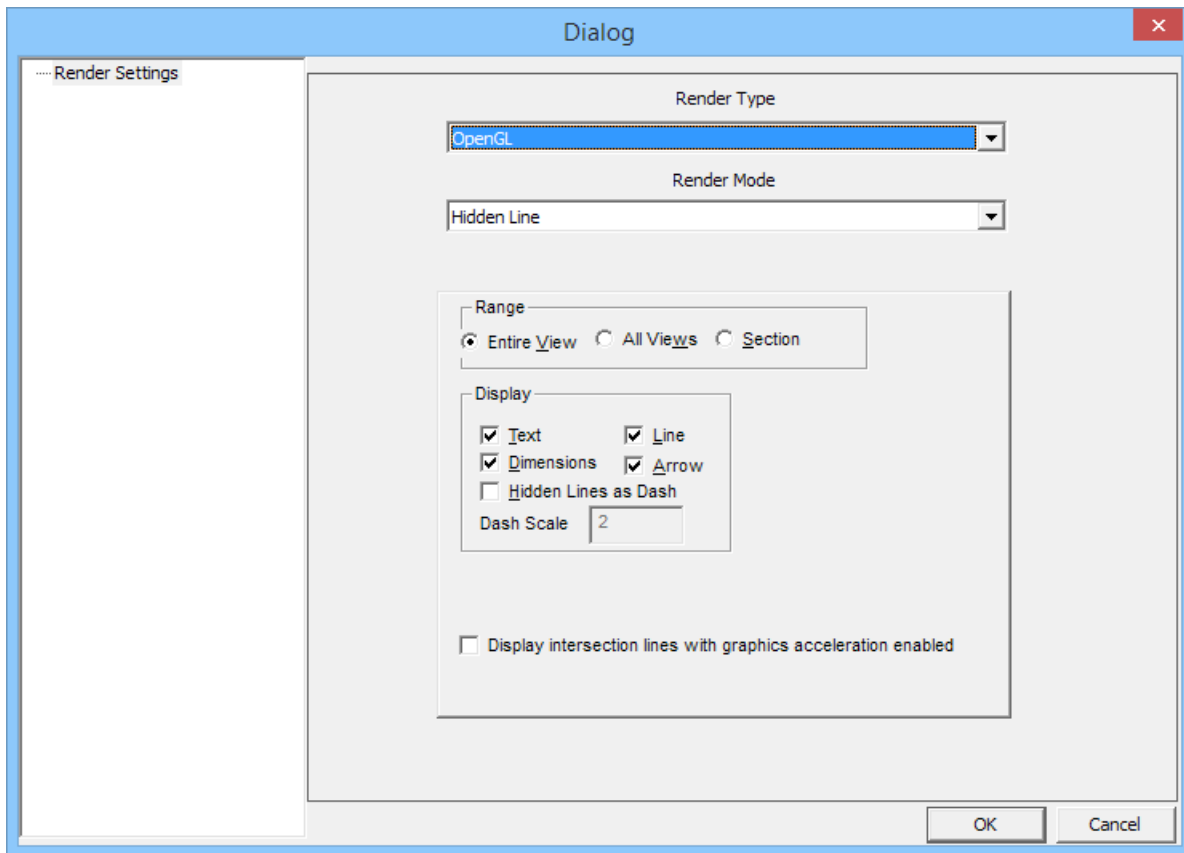 Dialog
Render Settings
Render Type
OpenGL
Render Mode
Hidden Line
Range
Entire View All Views Section
Display
Text Line
Dimensions Arrow
Hidden Lines as Dash
Dash Scale 2
Display intersection lines with graphics acceleration enabled
OK Cancel